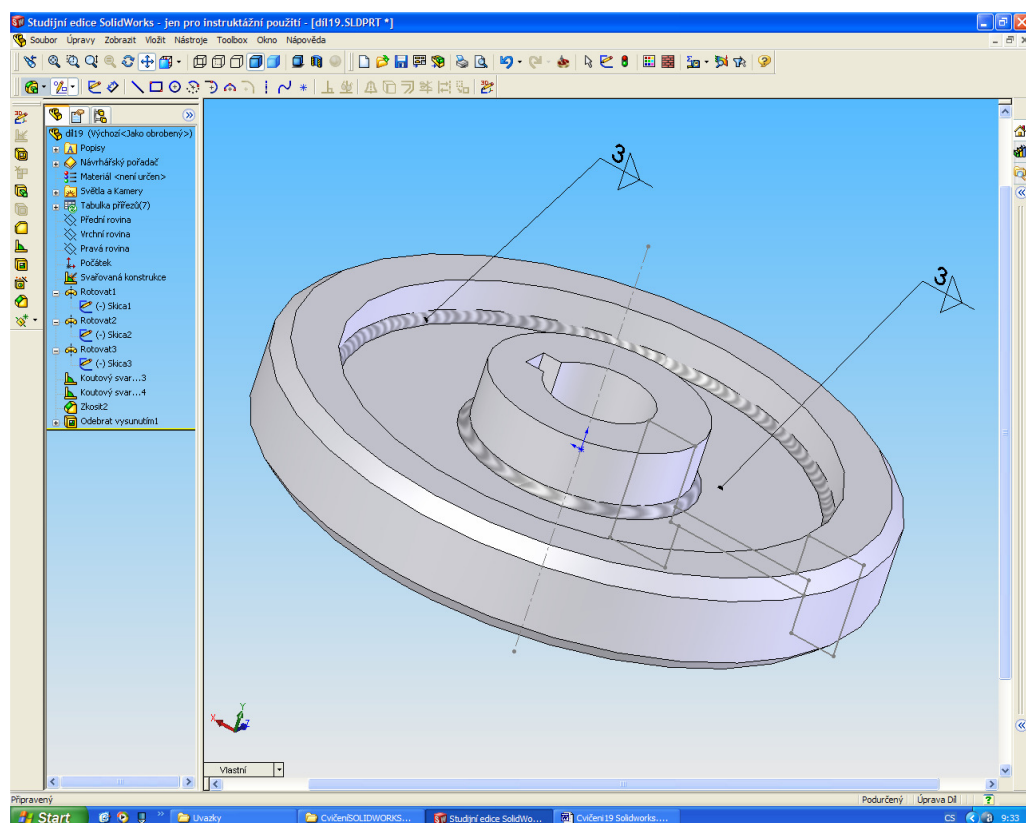 Studijní edice SolidWorks - jen pro instruktážní použití - [díl19.SLDPRT *]
Soubor Úpravy Zobrazit Vložit Nástroje Toolbox Okno Nápověda
díl19 (Výchozí<Jako obrobený>)
Popisy
Návrhářský pořadač
Materiál <není určen>
Světla a Kamery
Tabulka přířezů(7)
Přední rovina
Vrchní rovina
Pravá rovina
Počátek
Svařovaná konstrukce
Rotovat1
(-) Skica1
Rotovat2
(-) Skica2
Rotovat3
(-) Skica3
Koutový svar...3
Koutový svar...4
Zkosit2
Odebrat vysunutím1
3
3
X
Y
Z
Vlastní
Připravený
Podurčený
Úprava Díl
Start
Uvazky
CvičeníSOLIDWORKS...
Studijní edice SolidWo...
Cvičeni19 Solidworks....
CS
9:33